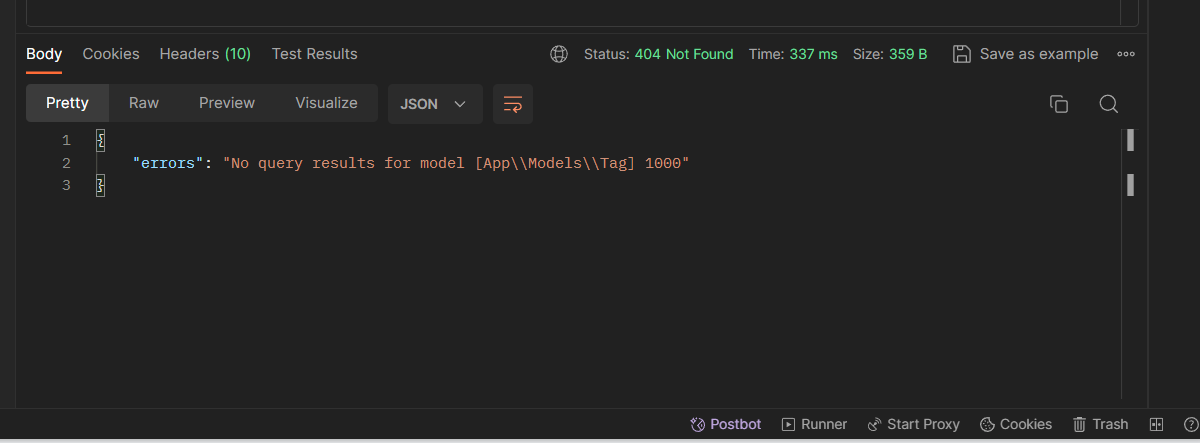 Body Cookies Headers (10) Test Results Status: 404 Not Found Time: 337 ms Size: 359 B Save as example
Pretty Raw Preview Visualize JSON
1 {
2 "errors": "No query results for model [App\\Models\\Tag] 1000"
3 }
Postbot Runner Start Proxy Cookies Trash